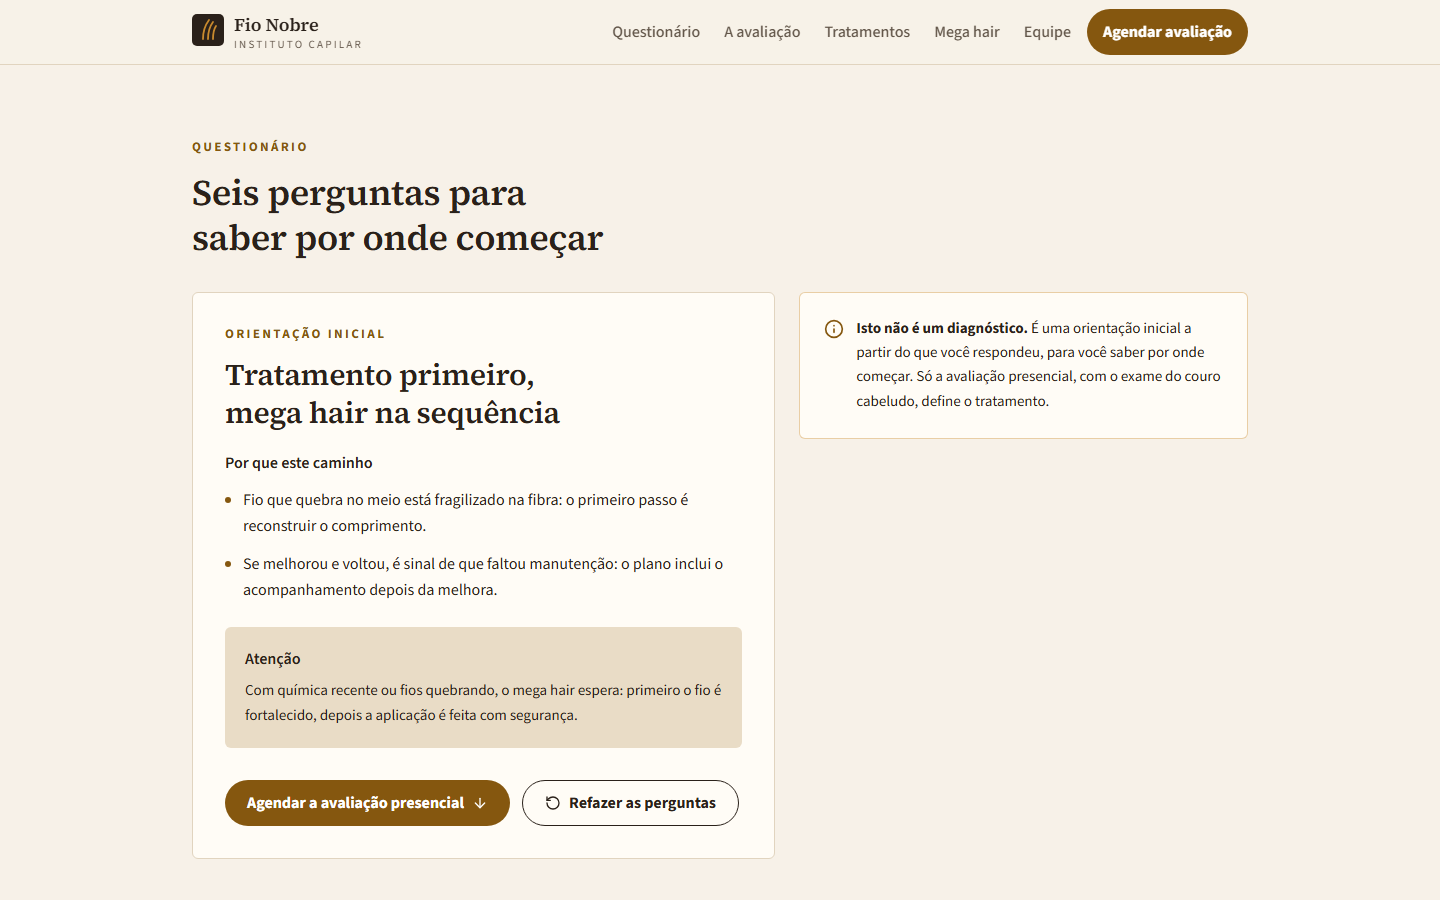 Fio Nobre
INSTITUTO CAPILAR
Questionário
A avaliação
Tratamentos
Mega hair
Equipe
Agendar avaliação
QUESTIONÁRIO
Seis perguntas para
saber por onde começar
ORIENTAÇÃO INICIAL
Tratamento primeiro,
mega hair na sequência
Por que este caminho
Fio que quebra no meio está fragilizado na fibra: o primeiro passo é
reconstruir o comprimento.
Se melhorou e voltou, é sinal de que faltou manutenção: o plano inclui o
acompanhamento depois da melhora.
Atenção
Com química recente ou fios quebrando, o mega hair espera: primeiro o fio é
fortalecido, depois a aplicação é feita com segurança.
Agendar a avaliação presencial
Refazer as perguntas
Isto não é um diagnóstico. É uma orientação inicial a
partir do que você respondeu, para você saber por onde
começar. Só a avaliação presencial, com o exame do couro
cabeludo, define o tratamento.